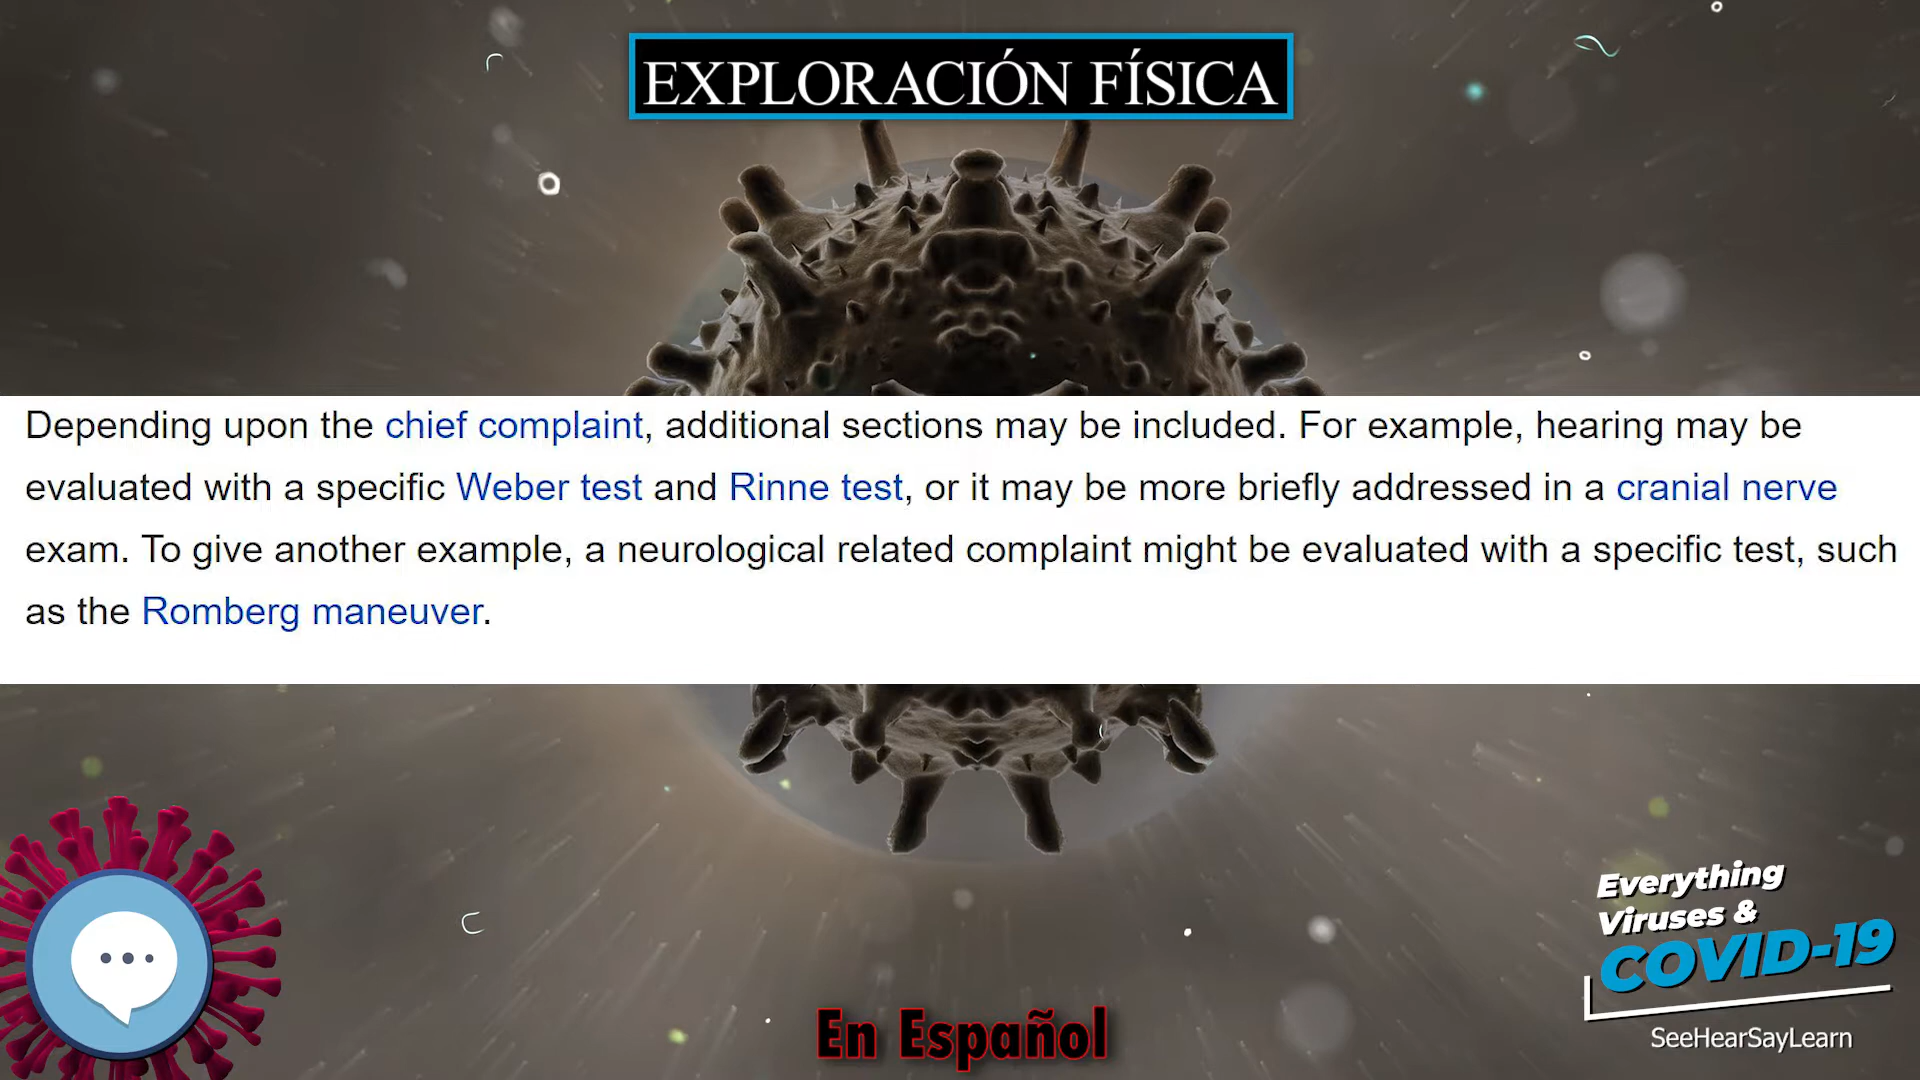 EXPLORACIÓN FÍSICA
Depending upon the chief complaint, additional sections may be included. For example, hearing may be
evaluated with a specific Weber test and Rinne test, or it may be more briefly addressed in a cranial nerve
exam. To give another example, a neurological related complaint might be evaluated with a specific test, such
as the Romberg maneuver.
Everything
Viruses &
COVID-19
SeeHearSayLearn
En Español